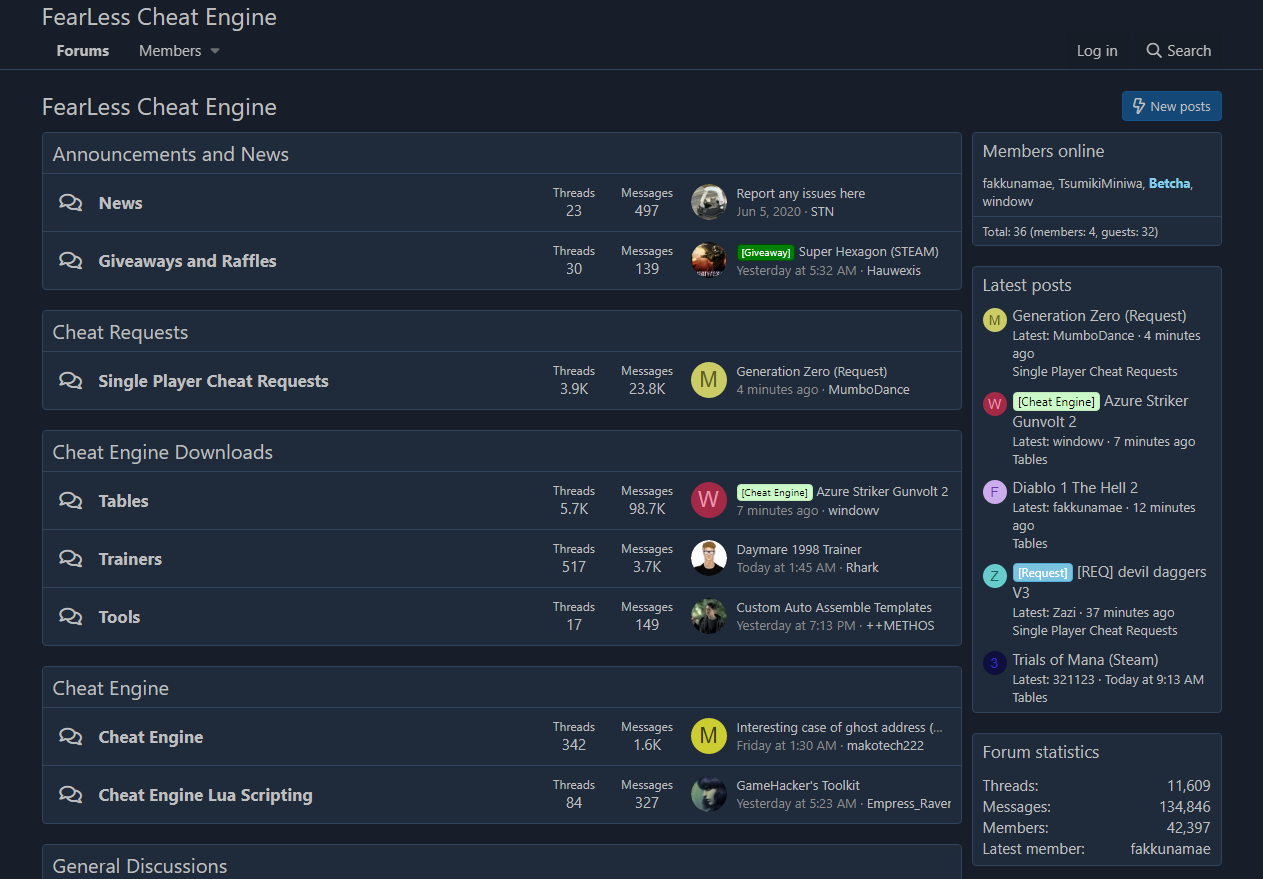 FearLess Cheat Engine
Forums Members Log in Search
FearLess Cheat Engine
New posts
Announcements and News
News
Threads
23
Messages
497
Report any issues here
Jun 5, 2020 · STN
Giveaways and Raffles
Threads
30
Messages
139
[Giveaway] Super Hexagon (STEAM)
Yesterday at 5:32 AM · Hauwexis
Cheat Requests
Single Player Cheat Requests
Threads
3.9K
Messages
23.8K
M
Generation Zero (Request)
4 minutes ago · MumboDance
Cheat Engine Downloads
Tables
Threads
5.7K
Messages
98.7K
W
[Cheat Engine] Azure Striker Gunvolt 2
7 minutes ago · windowv
Trainers
Threads
517
Messages
3.7K
Daymare 1998 Trainer
Today at 1:45 AM · Rhark
Tools
Threads
17
Messages
149
Custom Auto Assemble Templates
Yesterday at 7:13 PM · ++METHOS
Cheat Engine
Cheat Engine
Threads
342
Messages
1.6K
M
Interesting case of ghost address (...
Friday at 1:30 AM · makotech222
Cheat Engine Lua Scripting
Threads
84
Messages
327
GameHacker's Toolkit
Yesterday at 5:23 AM · Empress_Raver
General Discussions
Members online
fakkunamae, TsumikiMiniwa, Betcha,
windowv
Total: 36 (members: 4, guests: 32)
Latest posts
M
Generation Zero (Request)
Latest: MumboDance · 4 minutes
ago
Single Player Cheat Requests
W
[Cheat Engine] Azure Striker
Gunvolt 2
Latest: windowv · 7 minutes ago
Tables
F
Diablo 1 The Hell 2
Latest: fakkunamae · 12 minutes
ago
Tables
Z
[Request] [REQ] devil daggers
V3
Latest: Zazi · 37 minutes ago
Single Player Cheat Requests
3
Trials of Mana (Steam)
Latest: 321123 · Today at 9:13 AM
Tables
Forum statistics
Threads: 11,609
Messages: 134,846
Members: 42,397
Latest member: fakkunamae